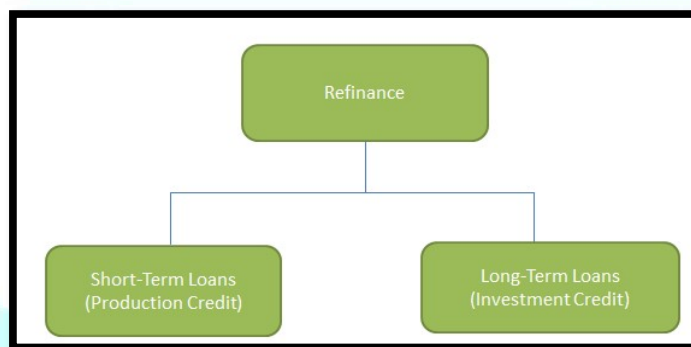 Refinance
Short-Term Loans
(Production Credit)
Long-Term Loans
(Investment Credit)